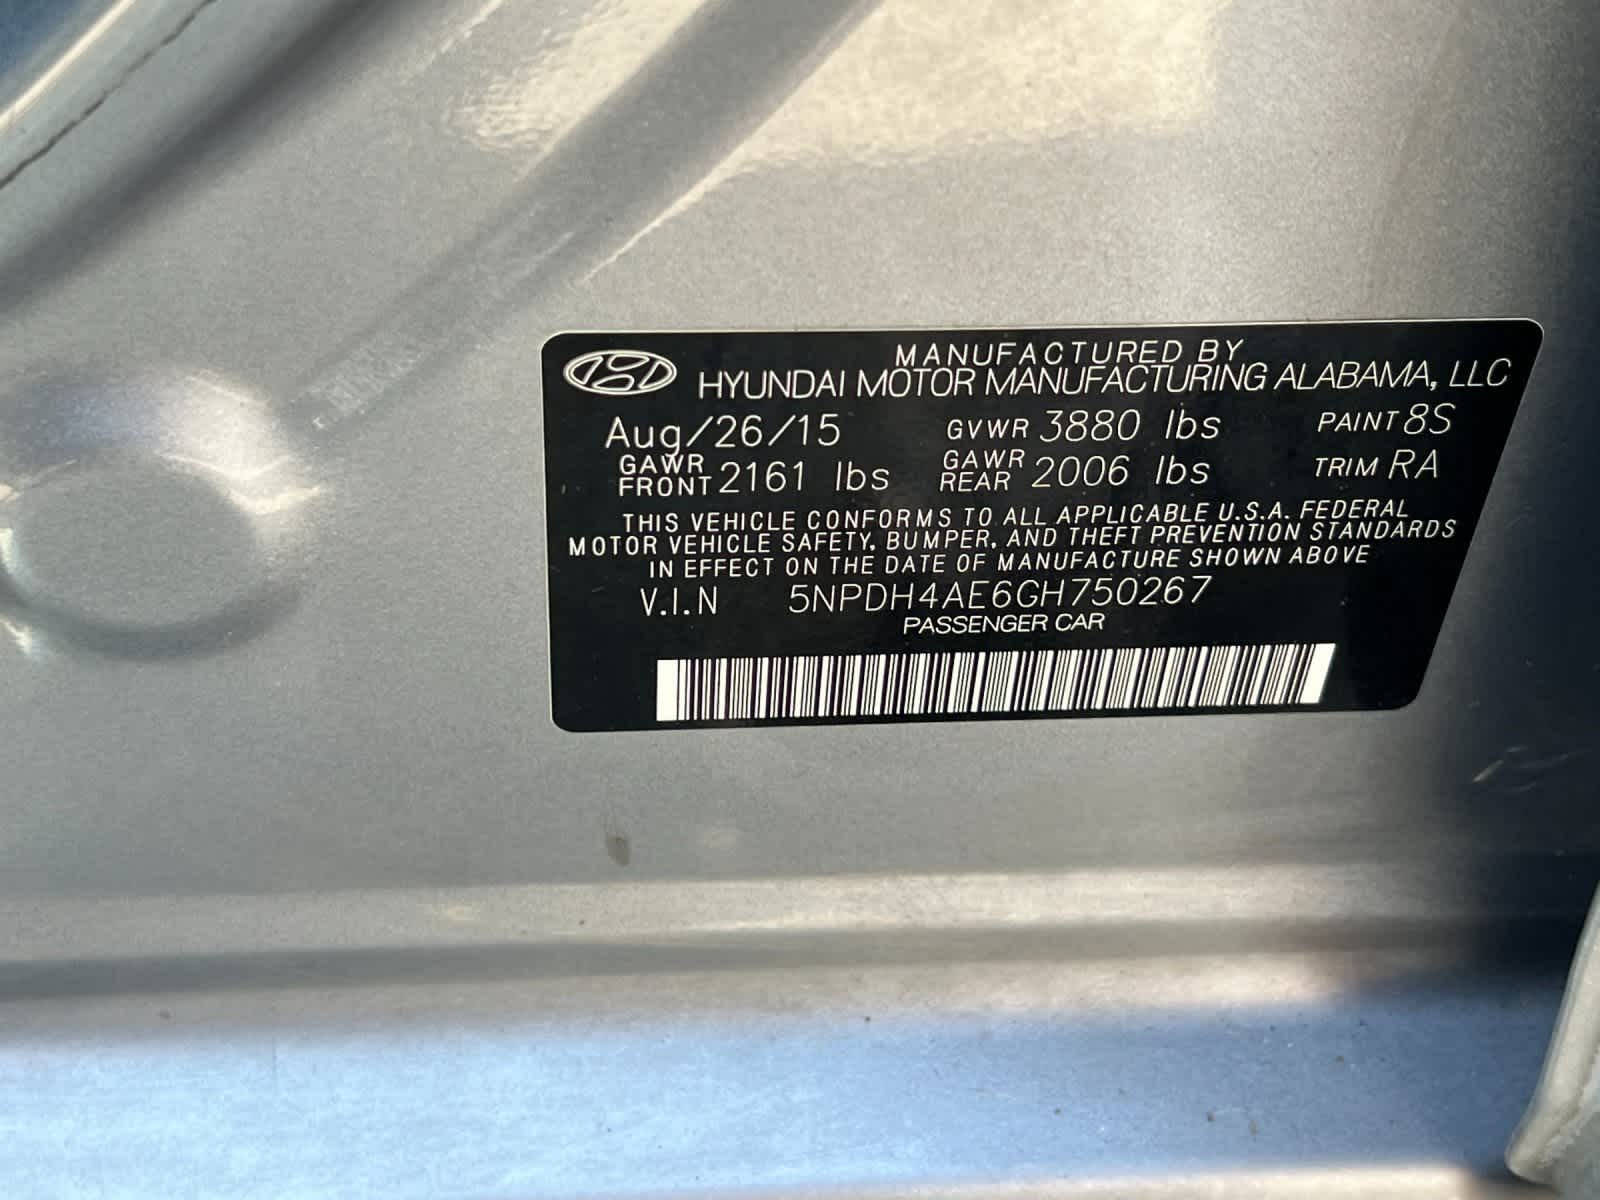 MANUFACTURED BY
HYUNDAI MOTOR MANUFACTURING ALABAMA, LLC
Aug/26/15 GVWR 3880 lbs PAINT 8S
GAWR FRONT 2161 lbs GAWR REAR 2006 lbs TRIM RA
THIS VEHICLE CONFORMS TO ALL APPLICABLE U.S.A. FEDERAL
MOTOR VEHICLE SAFETY, BUMPER, AND THEFT PREVENTION STANDARDS
IN EFFECT ON THE DATE OF MANUFACTURE SHOWN ABOVE
V.I.N 5NPDH4AE6GH750267
PASSENGER CAR